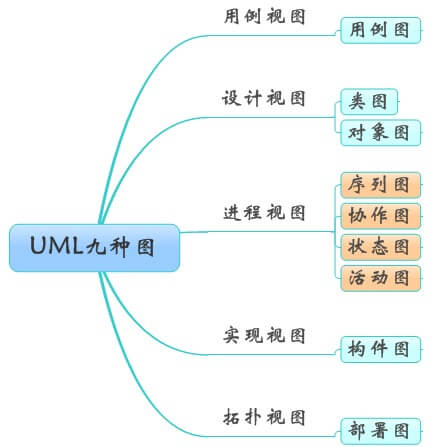 用例视图
用例图
设计视图
类图
对象图
UML九种图
进程视图
序列图
协作图
状态图
活动图
实现视图
构件图
拓扑视图
部署图